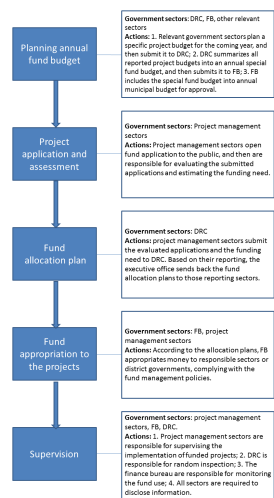 Planning annual
fund budget
Government sectors: DRC, FB, other relevant
sectors
Actions: 1. Relevant government sectors plan a
specific project budget for the coming year, and
then submit it to DRC; 2. DRC summarizes all
reported project budgets into an annual special
fund budget, and then submits it to FB; 3. FB
includes the special fund budget into annual
municipal budget for approval.
Project
application and
assessment
Government sectors: Project management
sectors
Actions: Project management sectors open
fund application to the public, and then are
responsible for evaluating the submitted
applications and estimating the funding need.
Fund
allocation plan
Government sectors: DRC
Actions: project management sectors submit
the evaluated applications and the funding
need to DRC. Based on their reporting, the
executive office sends back the fund
allocation plans to those reporting sectors.
Fund
appropriation to
the projects
Government sectors: FB, project
management sectors
Actions: According to the allocation plans, FB
appropriates money to responsible sectors or
district governments, complying with the
fund management policies.
Supervision
Government sectors: project management
sectors, FB, DRC.
Actions: 1. Project management sectors are
responsible for supervising the
implementation of funded projects; 2. DRC is
responsible for random inspection; 3. The
finance bureau are responsible for monitoring
the fund use; 4. All sectors are required to
disclose information.